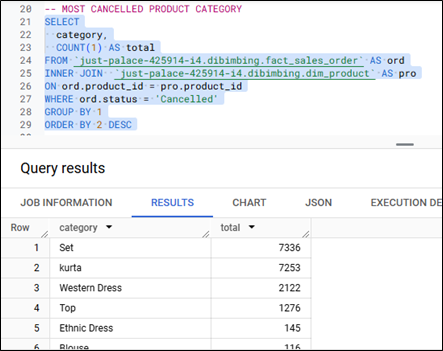 20 -- MOST CANCELLED PRODUCT CATEGORY
21 SELECT
22 category,
23 COUNT(1) AS total
24 FROM `just-palace-425914-i4.dibimbing.fact_sales_order` AS ord
25 INNER JOIN `just-palace-425914-i4.dibimbing.dim_product` AS pro
26 ON ord.product_id = pro.product_id
27 WHERE ord.status = 'Cancelled'
28 GROUP BY 1
29 ORDER BY 2 DESC
Query results
JOB INFORMATION RESULTS CHART JSON EXECUTION DE
Row category total
1 Set 7336
2 kurta 7253
3 Western Dress 2122
4 Top 1276
5 Ethnic Dress 145
6 Blouse 116